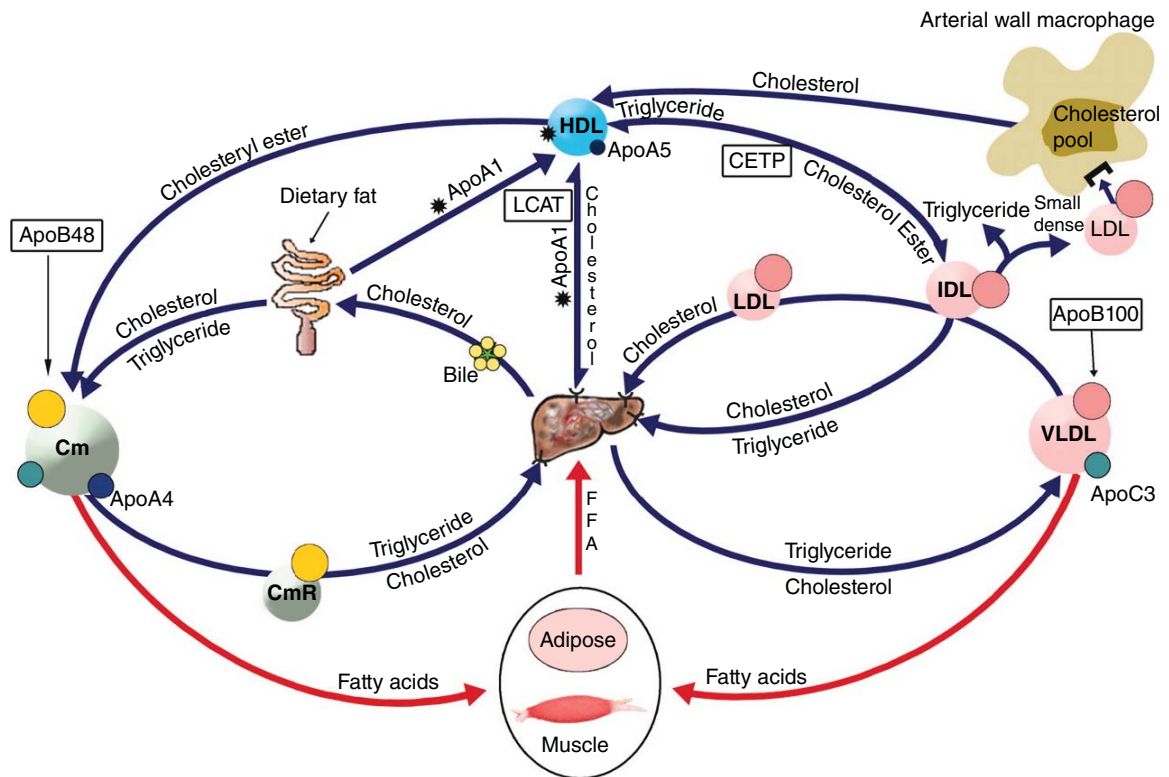 Arterial wall macrophage
Cholesterol
Cholesterol
pool
Triglyceride
HDL
ApoA5
CETP
Cholesteryl ester
Dietary fat
ApoA1
LCAT
Cholesterol
ApoA1
Cholesterol Ester
Triglyceride
Small
dense
LDL
ApoB48
IDL
LDL
ApoB100
Cholesterol
Triglyceride
Cholesterol
Bile
Cholesterol
Cholesterol
Triglyceride
Cm
VLDL
ApoA4
ApoC3
Triglyceride
Cholesterol
CmR
FFA
Triglyceride
Cholesterol
Adipose
Fatty acids
Fatty acids
Muscle